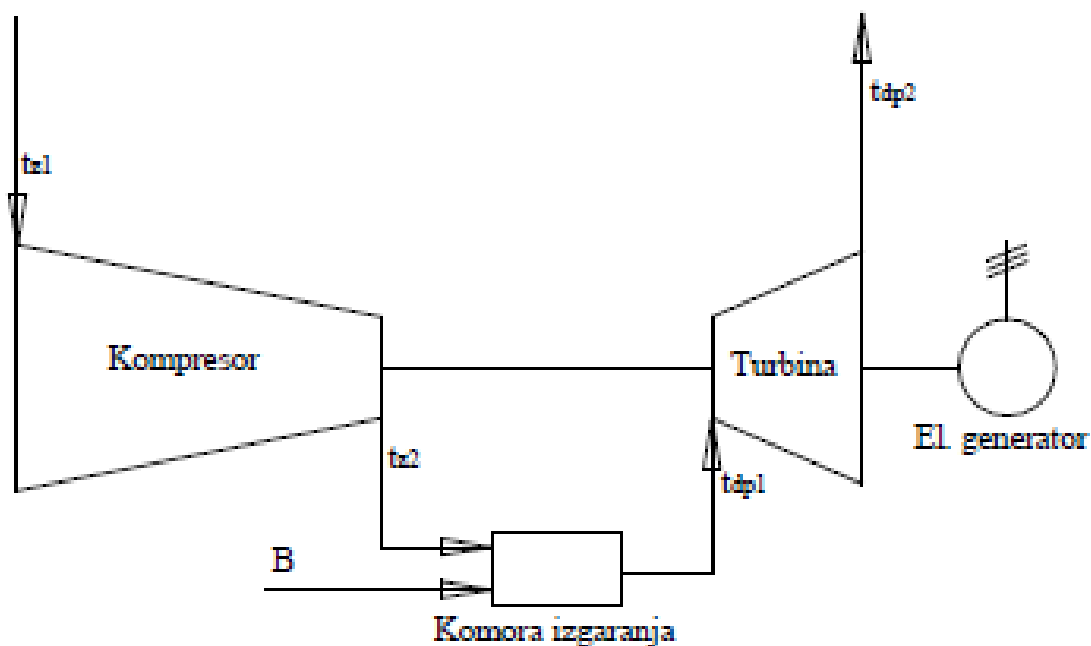 tz1
tdp2
Kompresor
Turbina
El. generator
tz2
tdp1
B
Komora izgaranja